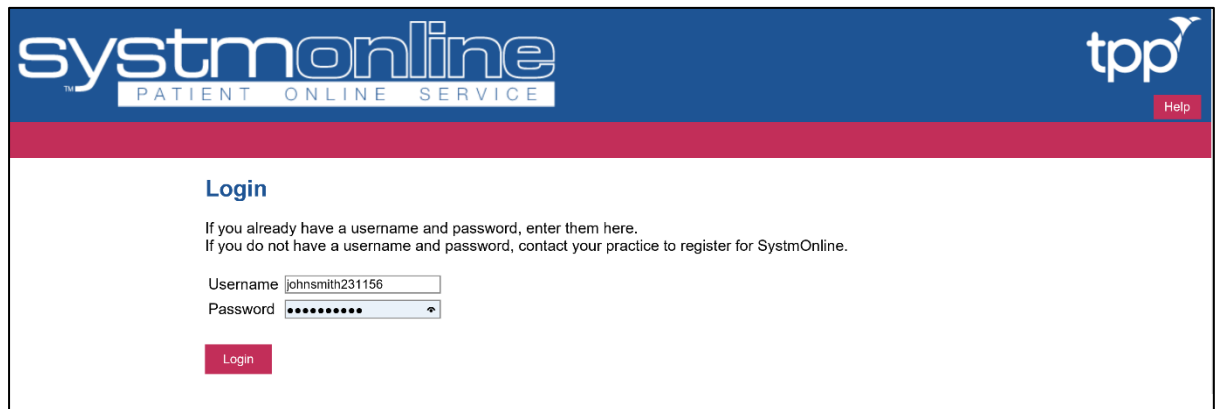 systmonline
TM
PATIENT ONLINE SERVICE
tpp
Help
Login
If you already have a username and password, enter them here.
If you do not have a username and password, contact your practice to register for SystmOnline.
Username johnsmith231156
Password ••••••••••
Login